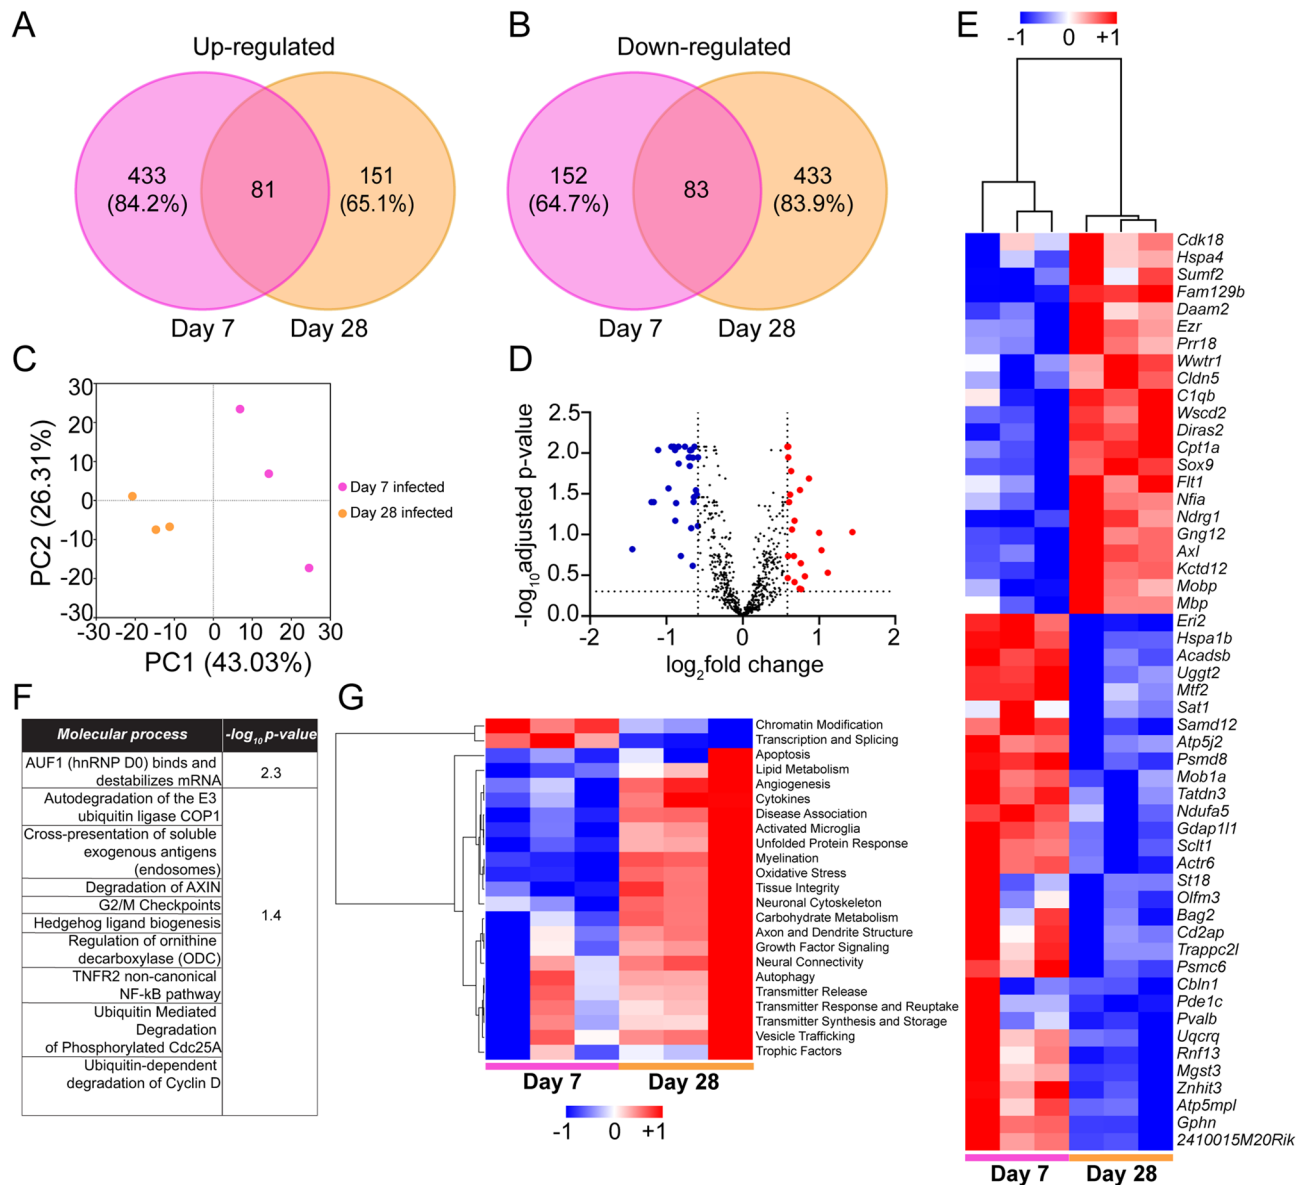 A
Up-regulated
433
(84.2%)
81
151
(65.1%)
Day 7
Day 28
B
Down-regulated
152
(64.7%)
83
433
(83.9%)
Day 7
Day 28
C
30
20
10
0
-10
-20
-30
-30
-20
-10
0
10
20
30
PC2 (26.31%)
PC1 (43.03%)
Day 7 infected
Day 28 infected
D
2.5
2.0
1.5
1.0
0.5
0.0
-2
-1
0
1
2
-log10adjusted p-value
log2fold change
E
-1
0
+1
Cdk18
Hspa4
Sumf2
Fam129b
Daam2
Ezr
Prr18
Wwtr1
Cldn5
C1qb
Wscd2
Diras2
Cpt1a
Sox9
Flt1
Nfia
Ndrg1
Gng12
Axl
Kctd12
Mobp
Mbp
Eri2
Hspa1b
Acadsb
Uggt2
Mtf2
Sat1
Samd12
Atp5j2
Psmd8
Mob1a
Tatdn3
Ndufa5
Gdap1l1
Sclt1
Actr6
St18
Olfm3
Bag2
Cd2ap
Trappc2l
Psmc6
Cbln1
Pde1c
Pvalb
Uqcrq
Rnf13
Mgst3
Znhit3
Atp5mpl
Gphn
2410015M20Rik
Day 7
Day 28
F
Molecular process
-log10p-value
AUF1 (hnRNP D0) binds and
destabilizes mRNA
2.3
Autodegradation of the E3
ubiquitin ligase COP1
Cross-presentation of soluble
exogenous antigens
(endosomes)
Degradation of AXIN
G2/M Checkpoints
Hedgehog ligand biogenesis
Regulation of ornithine
decarboxylase (ODC)
TNFR2 non-canonical
NF-kB pathway
Ubiquitin Mediated
Degradation
of Phosphorylated Cdc25A
Ubiquitin-dependent
degradation of Cyclin D
1.4
G
Chromatin Modification
Transcription and Splicing
Apoptosis
Lipid Metabolism
Angiogenesis
Cytokines
Disease Association
Activated Microglia
Unfolded Protein Response
Myelination
Oxidative Stress
Tissue Integrity
Neuronal Cytoskeleton
Carbohydrate Metabolism
Axon and Dendrite Structure
Growth Factor Signaling
Neural Connectivity
Autophagy
Transmitter Release
Transmitter Response and Reuptake
Transmitter Synthesis and Storage
Vesicle Trafficking
Trophic Factors
Day 7
Day 28
-1
0
+1